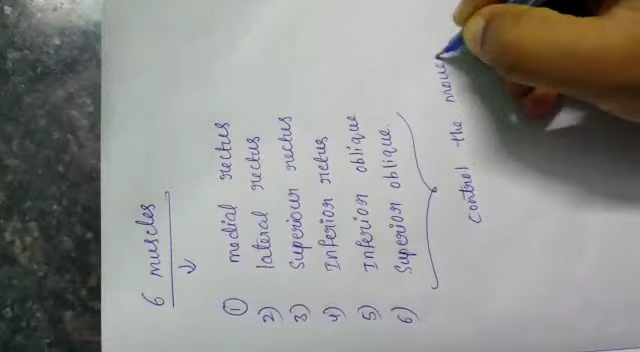 6 muscles
① medial rectus
2) lateral rectus
3) Superiour rectus
4) Inferior rectus
5) Inferior oblique
6) Superior oblique
control the move